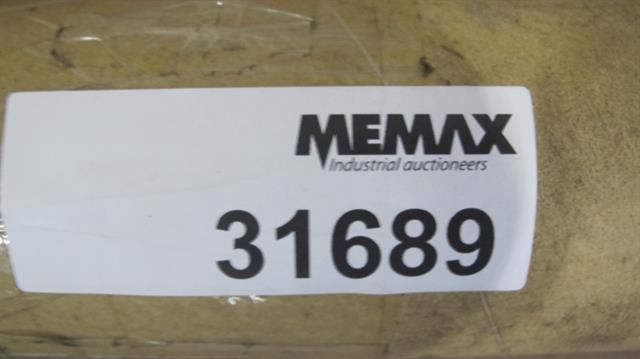 MEMAX
Industrial auctioneers
31689